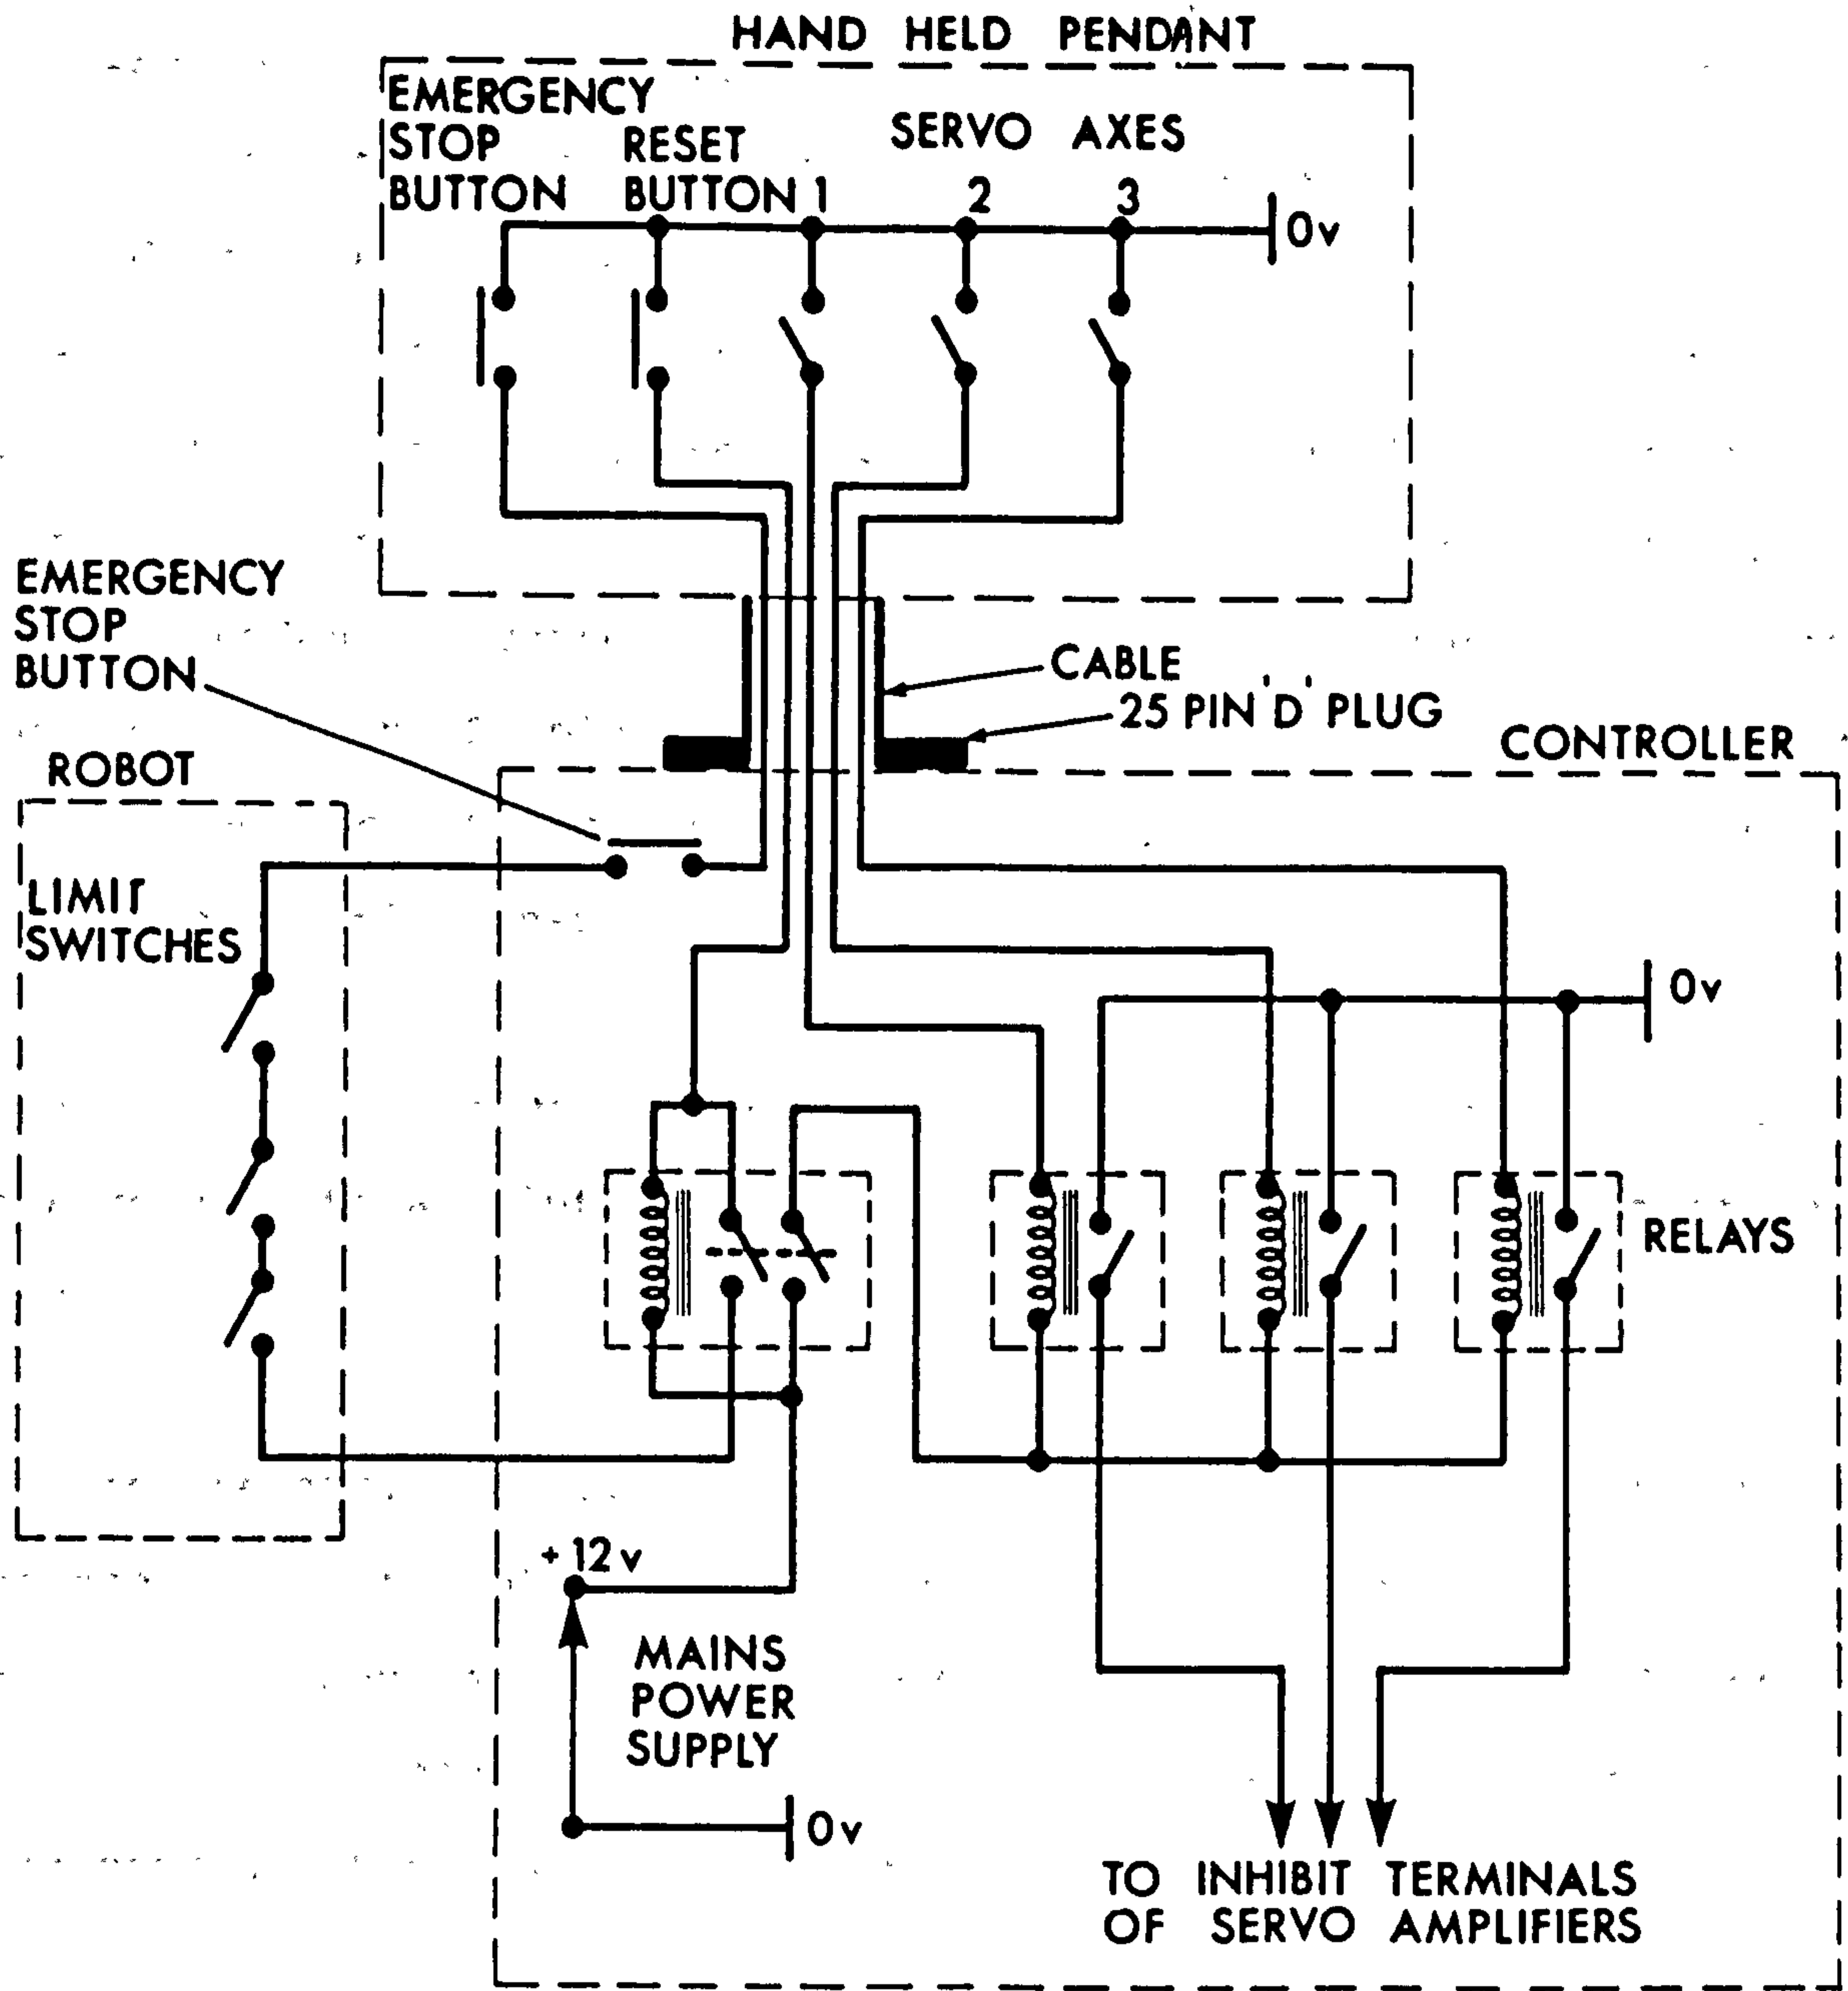 HAND HELD PENDANT
EMERGENCY
STOP
BUTTON
RESET
BUTTON
SERVO AXES
1
2
3
0v
EMERGENCY
STOP
BUTTON
CABLE
25 PIN 'D' PLUG
CONTROLLER
ROBOT
LIMIT
SWITCHES
0v
RELAYS
+12v
MAINS
POWER
SUPPLY
0v
TO INHIBIT TERMINALS
OF SERVO AMPLIFIERS